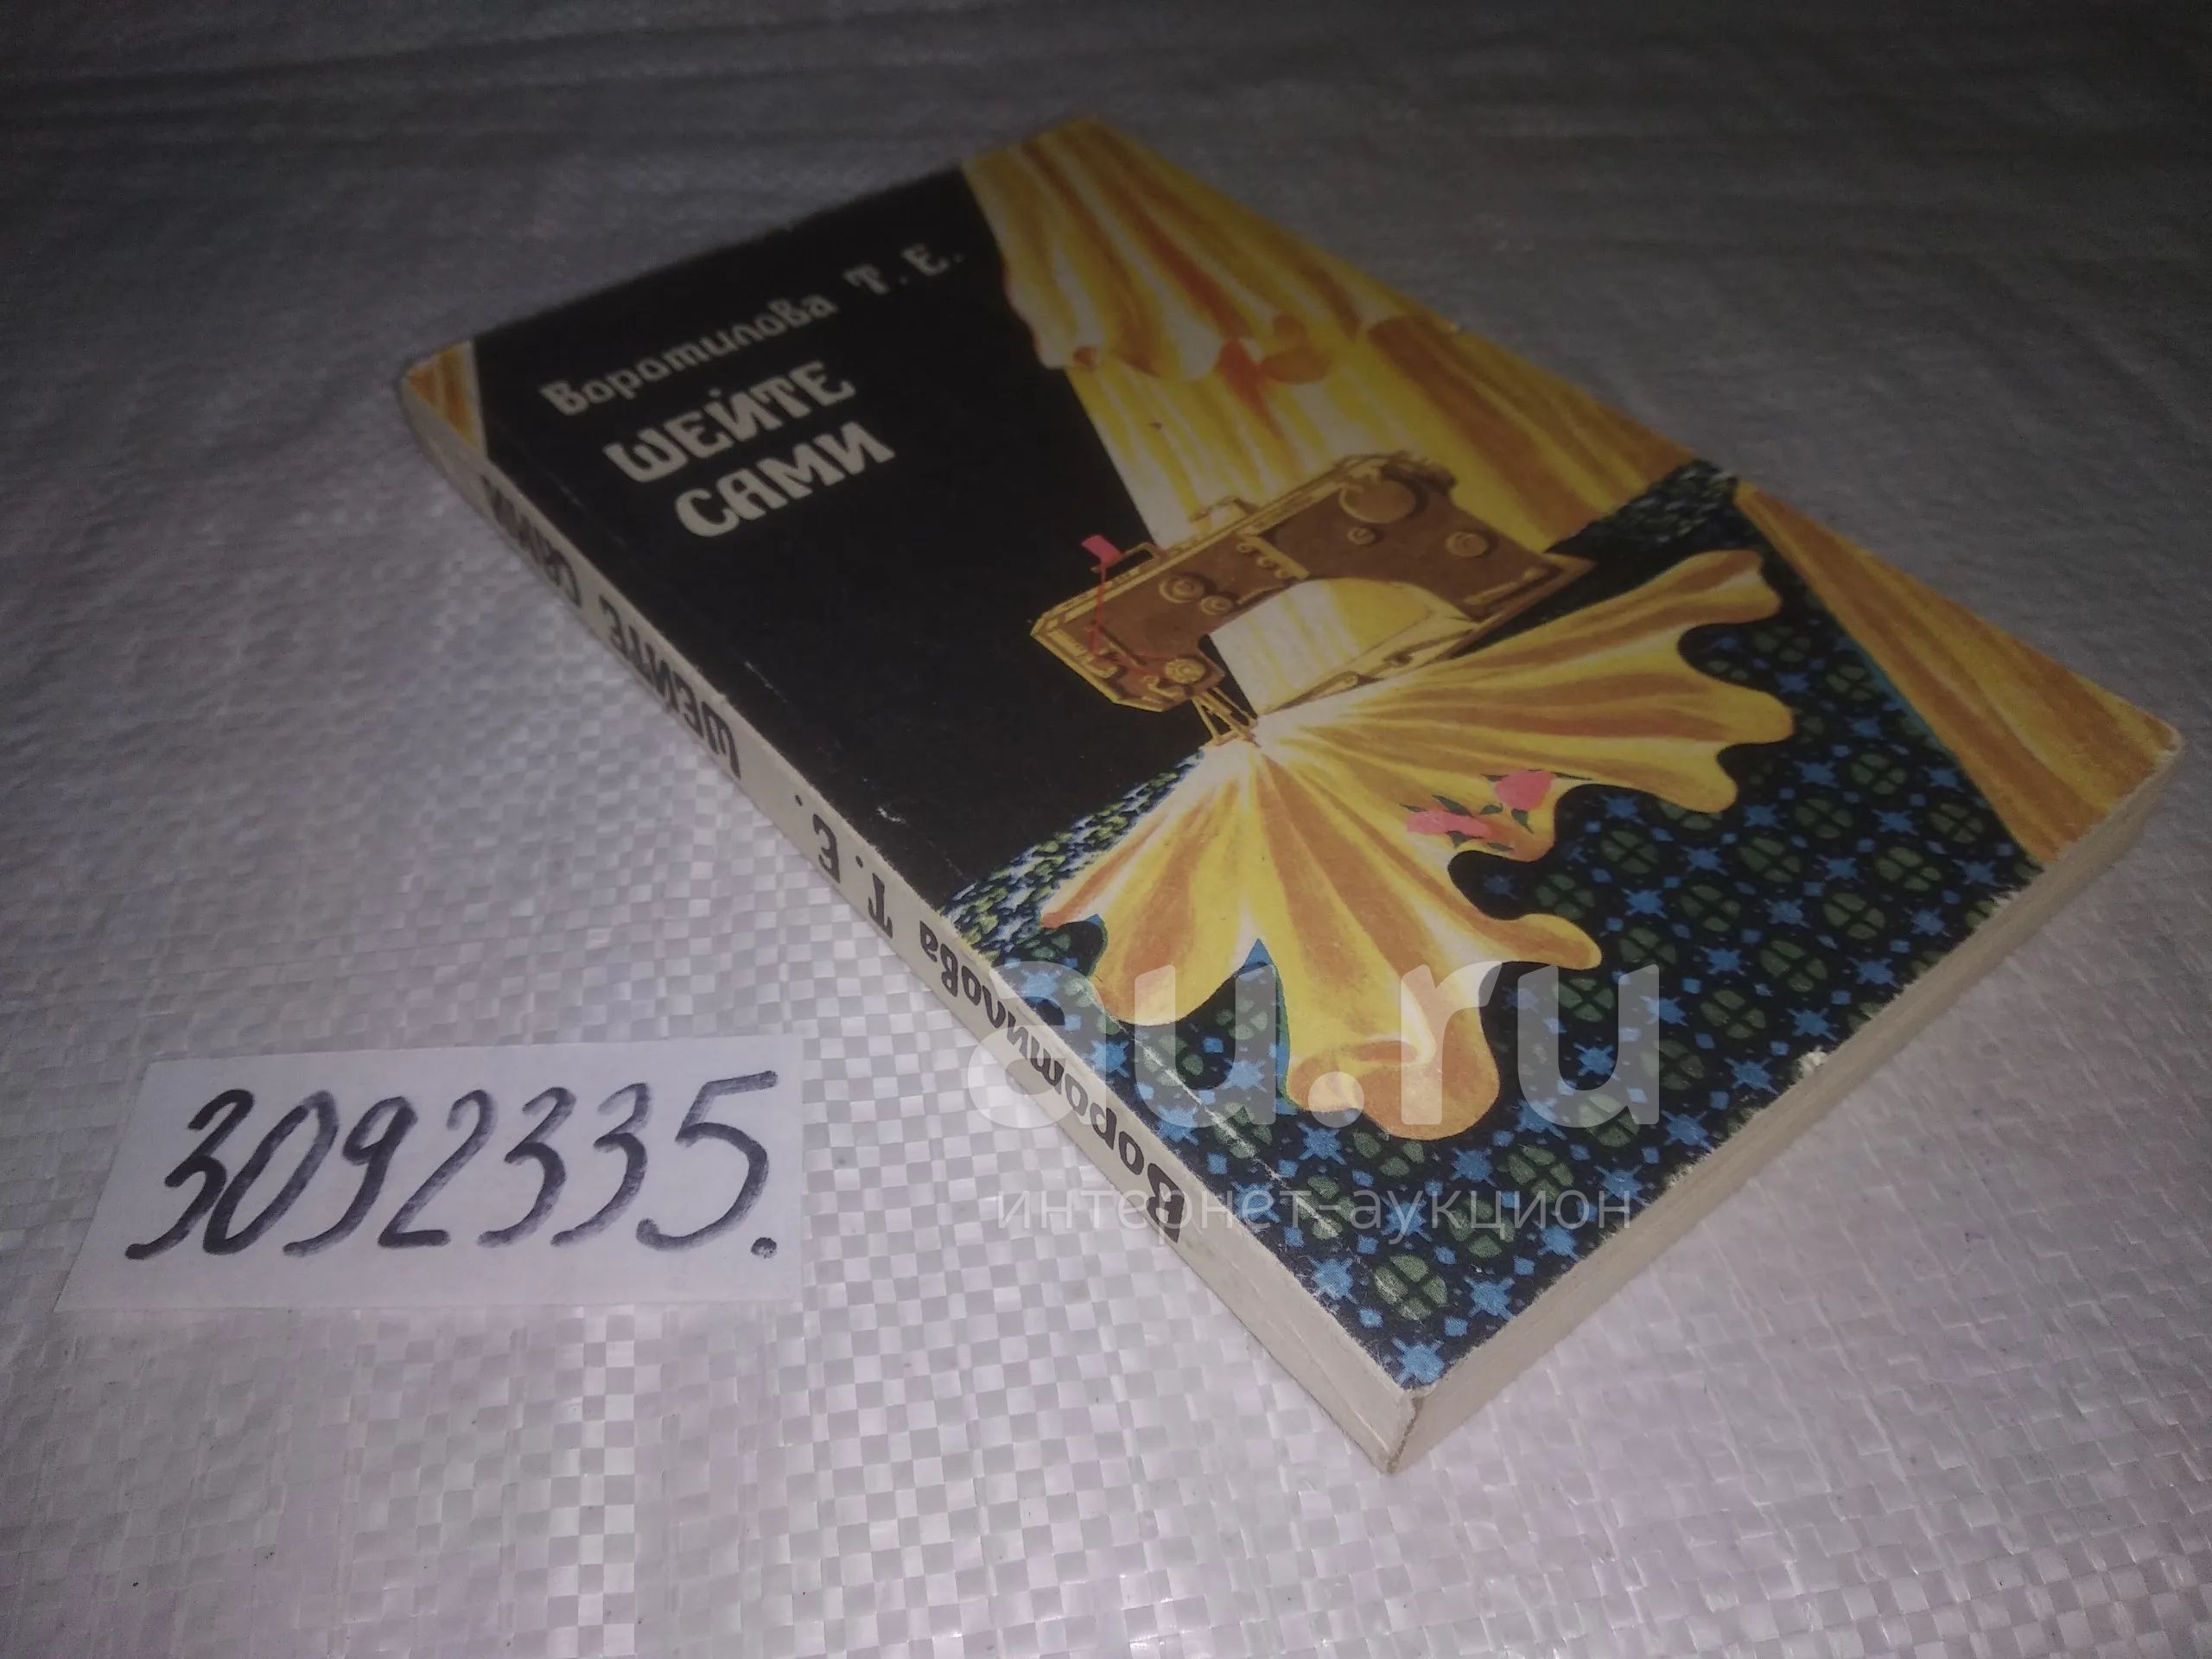 Воротилова Т. Е.
ШЕЙТЕ
САМИ
Воротилова Т. Е. ШЕЙТЕ САМИ
3092335.
au.ru
интернет-аукцион